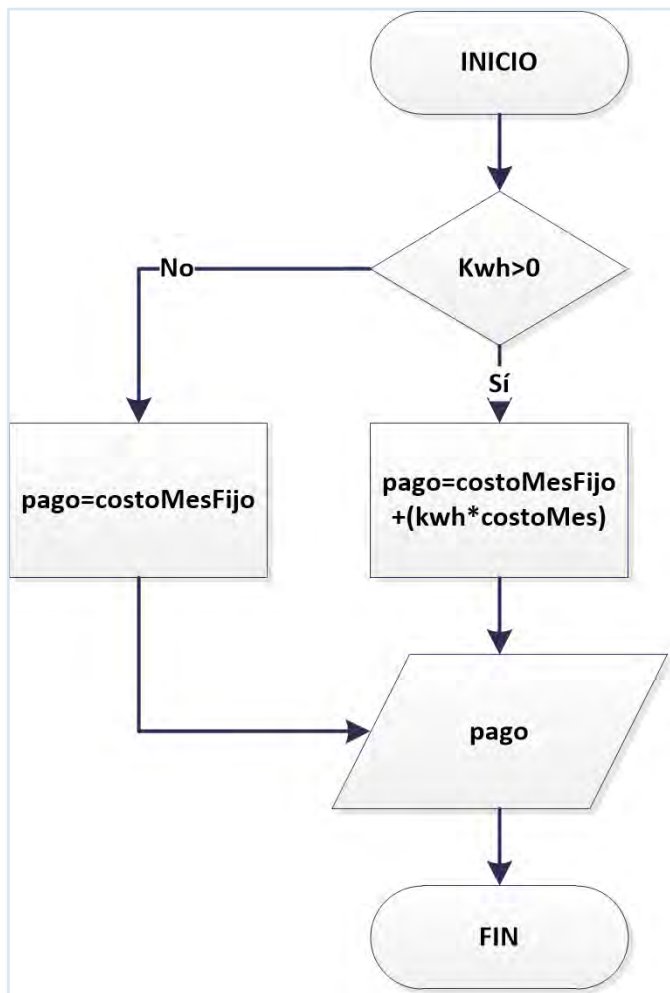 INICIO
Kwh>0
No
Sí
pago=costoMesFijo
pago=costoMesFijo
+(kwh*costoMes)
pago
FIN